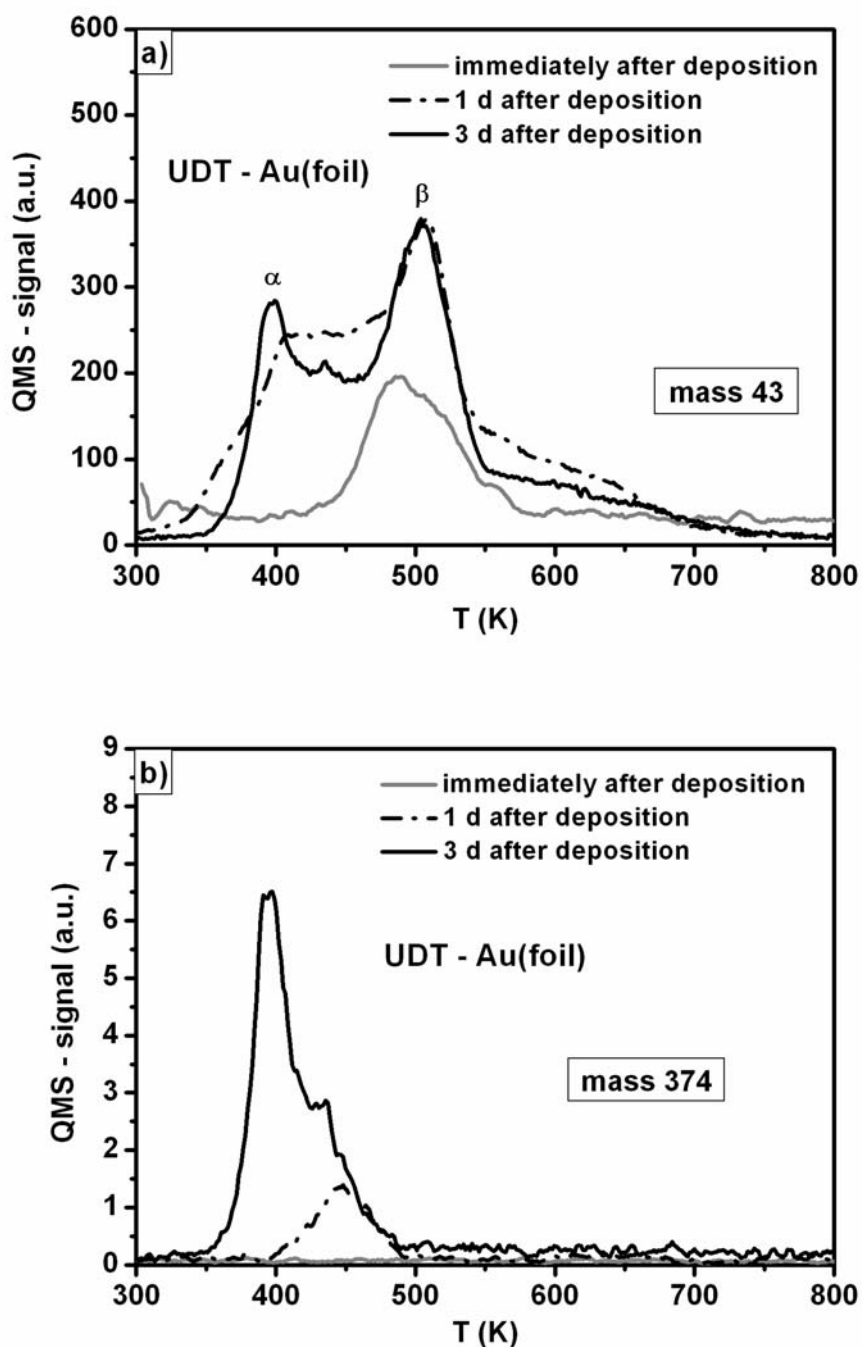 a)
600
500
400
300
200
100
0
QMS - signal (a.u.)
immediately after deposition
1 d after deposition
3 d after deposition
UDT - Au(foil)
α
β
mass 43
300 400 500 600 700 800
T (K)
b)
9
8
7
6
5
4
3
2
1
0
QMS - signal (a.u.)
immediately after deposition
1 d after deposition
3 d after deposition
UDT - Au(foil)
mass 374
300 400 500 600 700 800
T (K)